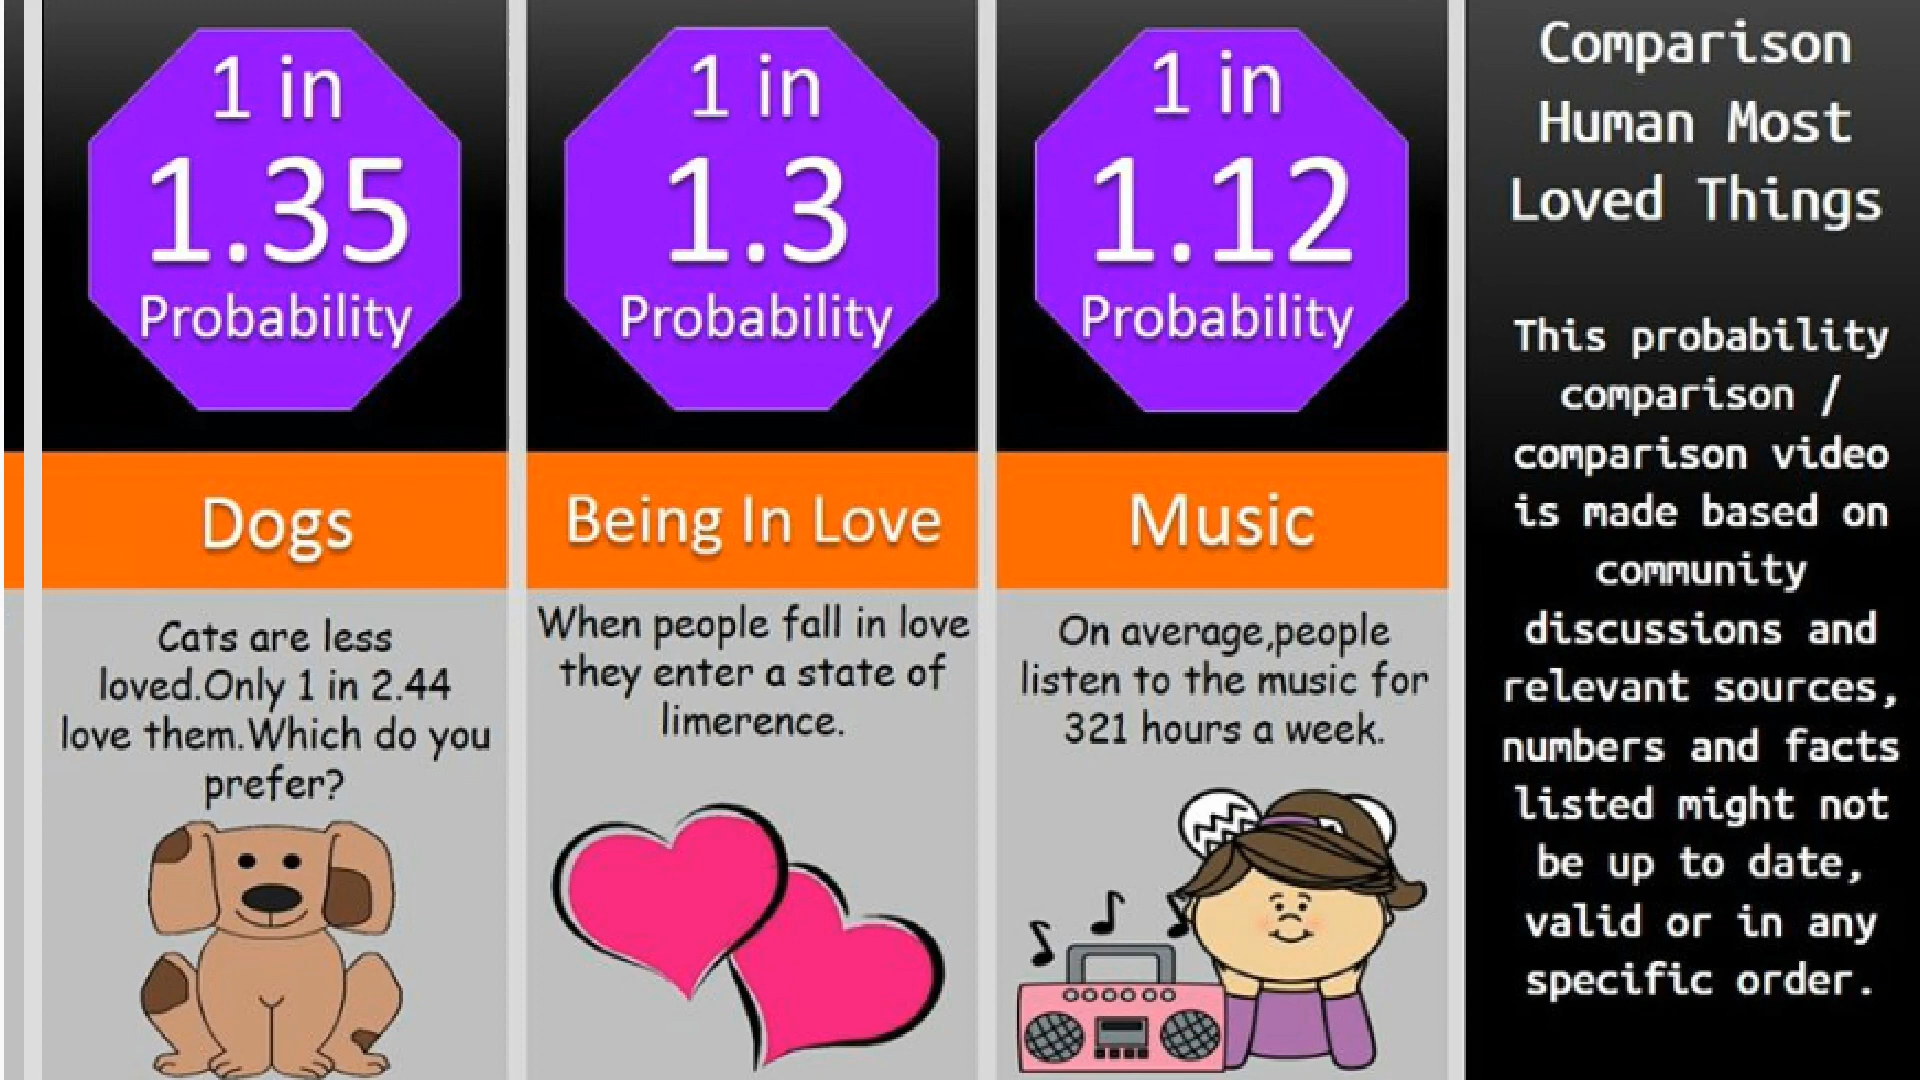 1 in
1.35
Probability
Dogs
Cats are less
loved.Only 1 in 2.44
love them.Which do you
prefer?
1 in
1.3
Probability
Being In Love
When people fall in love
they enter a state of
limerence.
1 in
1.12
Probability
Music
On average,people
listen to the music for
321 hours a week.
Comparison
Human Most
Loved Things
This probability
comparison /
comparison video
is made based on
community
discussions and
relevant sources,
numbers and facts
listed might not
be up to date,
valid or in any
specific order.